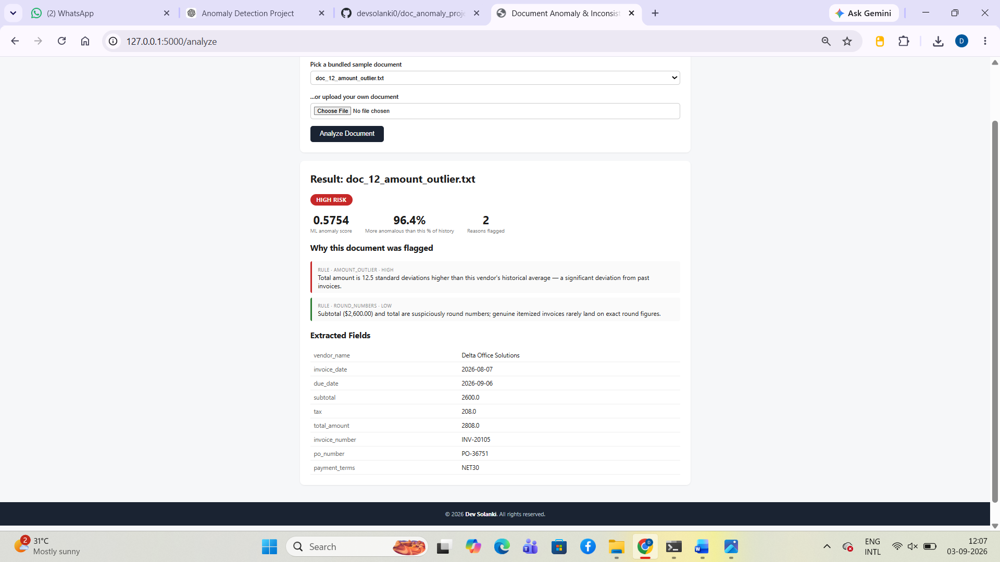 (2) WhatsApp
Anomaly Detection Project
devsolanki0/doc_anomaly_proje
Document Anomaly & Inconsist
Ask Gemini
127.0.0.1:5000/analyze
D
Pick a bundled sample document
doc_12_amount_outlier.txt
...or upload your own document
Choose File No file chosen
Analyze Document
Result: doc_12_amount_outlier.txt
HIGH RISK
0.5754 96.4% 2
ML anomaly score More anomalous than this % of history Reasons flagged
Why this document was flagged
RULE · AMOUNT_OUTLIER · HIGH
Total amount is 12.5 standard deviations higher than this vendor's historical average — a significant deviation from past
invoices.
RULE · ROUND_NUMBERS · LOW
Subtotal ($2,600.00) and total are suspiciously round numbers; genuine itemized invoices rarely land on exact round figures.
Extracted Fields
vendor_name Delta Office Solutions
invoice_date 2026-08-07
due_date 2026-09-06
subtotal 2600.0
tax 208.0
total_amount 2808.0
invoice_number INV-20105
po_number PO-36751
payment_terms NET30
© 2026 Dev Solanki. All rights reserved.
2
31°C
Mostly sunny
Search
ENG
INTL
12:07
03-09-2026